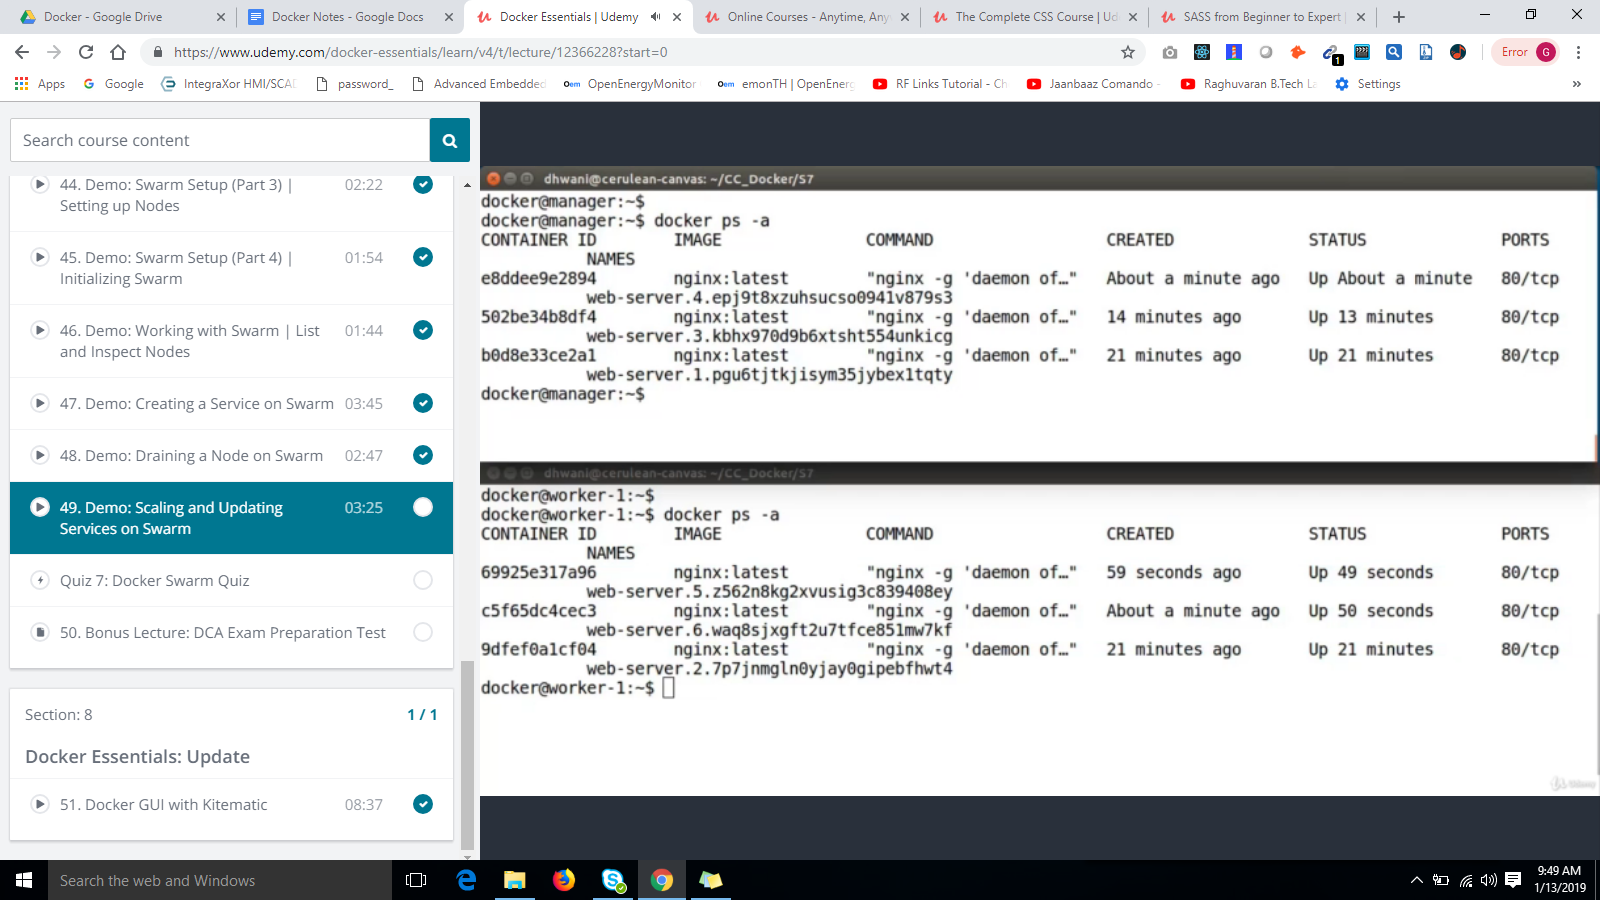 Docker - Google Drive
Docker Notes - Google Docs
Docker Essentials | Udemy
Online Courses - Anytime, Any
The Complete CSS Course | Ud
SASS from Beginner to Expert |
https://www.udemy.com/docker-essentials/learn/v4/t/lecture/12366228?start=0
1
Error G
Apps
Google
IntegraXor HMI/SCAD
password_
Advanced Embedded
OpenEnergyMonitor
emonTH | OpenEnerg
RF Links Tutorial - Ch
Jaanbaaz Comando -
Raghuvaran B.Tech La
Settings
»
Search course content
44. Demo: Swarm Setup (Part 3) | 02:22
Setting up Nodes
45. Demo: Swarm Setup (Part 4) | 01:54
Initializing Swarm
46. Demo: Working with Swarm | List 01:44
and Inspect Nodes
47. Demo: Creating a Service on Swarm 03:45
48. Demo: Draining a Node on Swarm 02:47
49. Demo: Scaling and Updating 03:25
Services on Swarm
Quiz 7: Docker Swarm Quiz
50. Bonus Lecture: DCA Exam Preparation Test
Section: 8 1 / 1
Docker Essentials: Update
51. Docker GUI with Kitematic 08:37
dhwani@cerulean-canvas: ~/CC_Docker/S7
docker@manager:~$
docker@manager:~$ docker ps -a
CONTAINER ID IMAGE COMMAND CREATED STATUS PORTS
NAMES
e8ddee9e2894 nginx:latest "nginx -g 'daemon of…" About a minute ago Up About a minute 80/tcp
web-server.4.epj9t8xzuhsucso0941v879s3
502be34b8df4 nginx:latest "nginx -g 'daemon of…" 14 minutes ago Up 13 minutes 80/tcp
web-server.3.kbhx970d9b6xtsht554unkicg
b0d8e33ce2a1 nginx:latest "nginx -g 'daemon of…" 21 minutes ago Up 21 minutes 80/tcp
web-server.1.pgu6tjtkjisym35jybex1tqty
docker@manager:~$
dhwani@cerulean-canvas: ~/CC_Docker/S7
docker@worker-1:~$
docker@worker-1:~$ docker ps -a
CONTAINER ID IMAGE COMMAND CREATED STATUS PORTS
NAMES
69925e317a96 nginx:latest "nginx -g 'daemon of…" 59 seconds ago Up 49 seconds 80/tcp
web-server.5.z562n8kg2xvusig3c839408ey
c5f65dc4cec3 nginx:latest "nginx -g 'daemon of…" About a minute ago Up 50 seconds 80/tcp
web-server.6.waq8sjxgft2u7tfce851mw7kf
9dfef0a1cf04 nginx:latest "nginx -g 'daemon of…" 21 minutes ago Up 21 minutes 80/tcp
web-server.2.7p7jnmgln0yjay0gipebfhwt4
docker@worker-1:~$
Udemy
Search the web and Windows
9:49 AM
1/13/2019